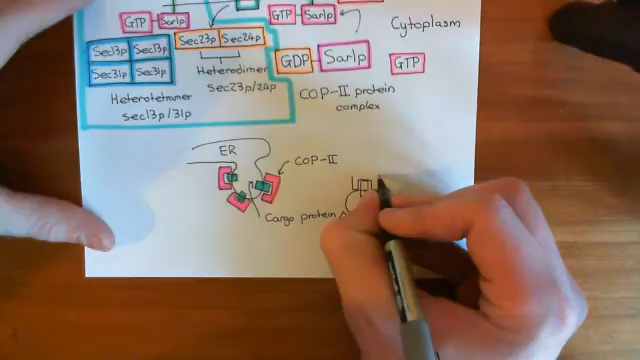 GTP Sar1p
GTP Sar1p
Cytoplasm
Sec13p Sec13p
Sec31p Sec31p
Sec23p Sec24p
GDP Sar1p
GTP
Heterodimer
sec23p/24p
Heterotetramer
sec13p/31p
COP-II protein
complex
ER
COP-II
Cargo protein